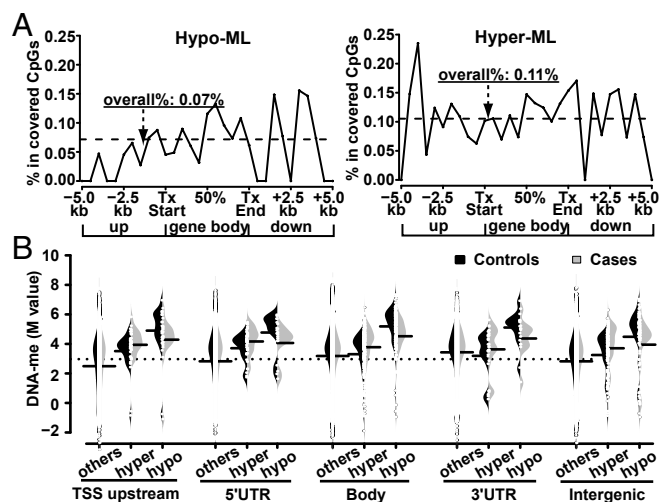 A
Hypo-ML
Hyper-ML
% in covered CpGs
0.25
0.20
0.15
0.10
0.05
0.00
overall%: 0.07%
−5.0 kb
−2.5 kb
Tx Start
50%
Tx End
+2.5 kb
+5.0 kb
up
gene body
down
% in covered CpGs
0.25
0.20
0.15
0.10
0.05
0.00
overall%: 0.11%
−5.0 kb
−2.5 kb
Tx Start
50%
Tx End
+2.5 kb
+5.0 kb
up
gene body
down
B
Controls
Cases
DNA-me (M value)
10
8
6
4
2
0
−2
others hyper hypo
others hyper hypo
others hyper hypo
others hyper hypo
others hyper hypo
TSS upstream
5'UTR
Body
3'UTR
Intergenic